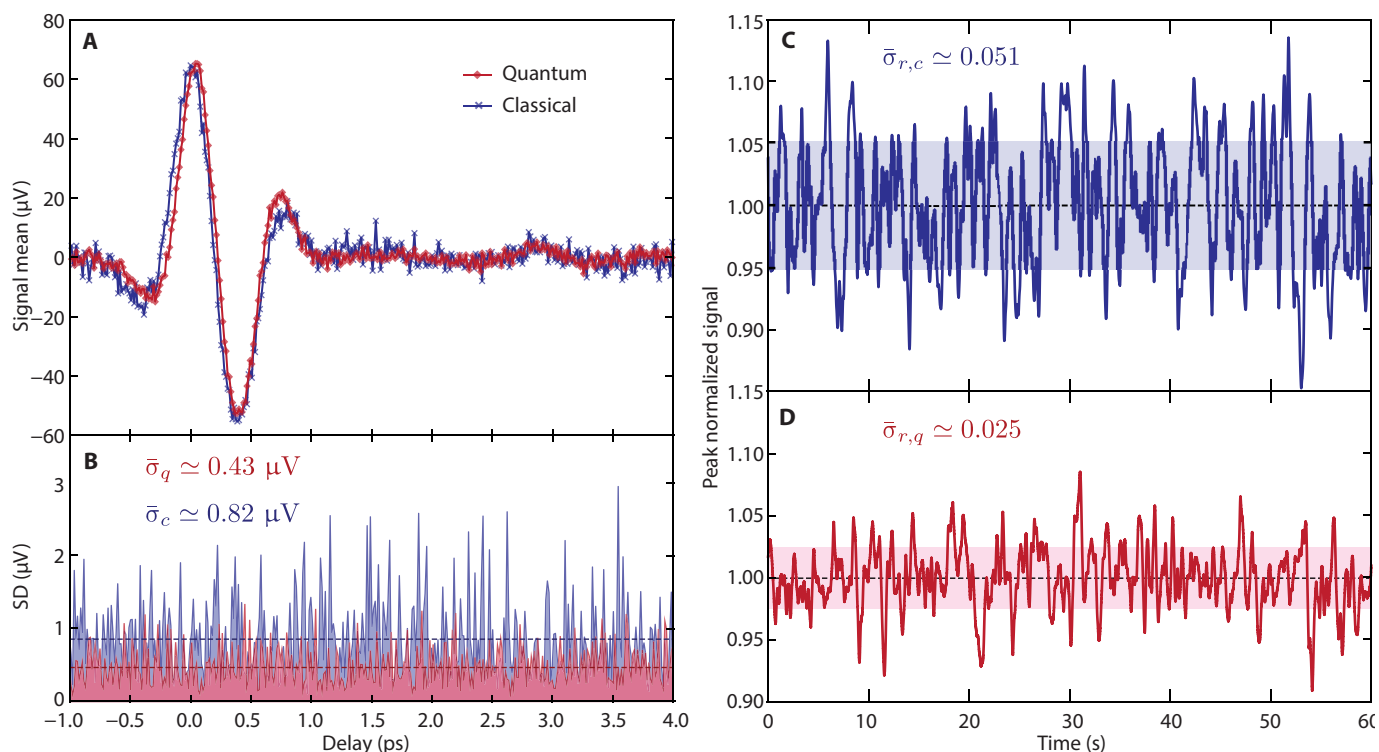 A
Quantum
Classical
Signal mean (μV)
80
60
40
20
0
−20
−40
−60
B
σ̄q ≃ 0.43 μV
σ̄c ≃ 0.82 μV
SD (μV)
3
2
1
0
−1.0 −0.5 0.0 0.5 1.0 1.5 2.0 2.5 3.0 3.5 4.0
Delay (ps)
C
σ̄r,c ≃ 0.051
Peak normalized signal
1.15
1.10
1.05
1.00
0.95
0.90
1.15
D
σ̄r,q ≃ 0.025
1.10
1.05
1.00
0.95
0.90
0 10 20 30 40 50 60
Time (s)